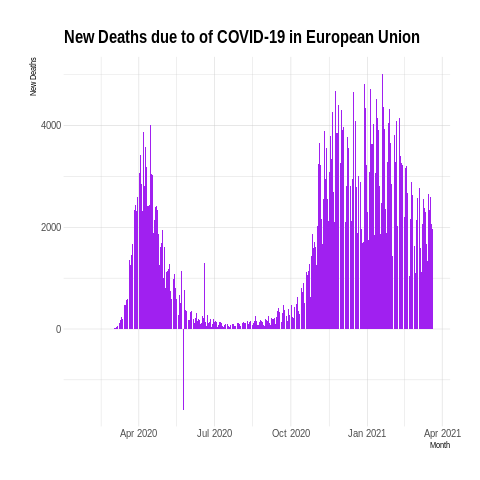 New Deaths due to of COVID-19 in European Union
New Deaths
4000
2000
0
Apr 2020 Jul 2020 Oct 2020 Jan 2021 Apr 2021
Month